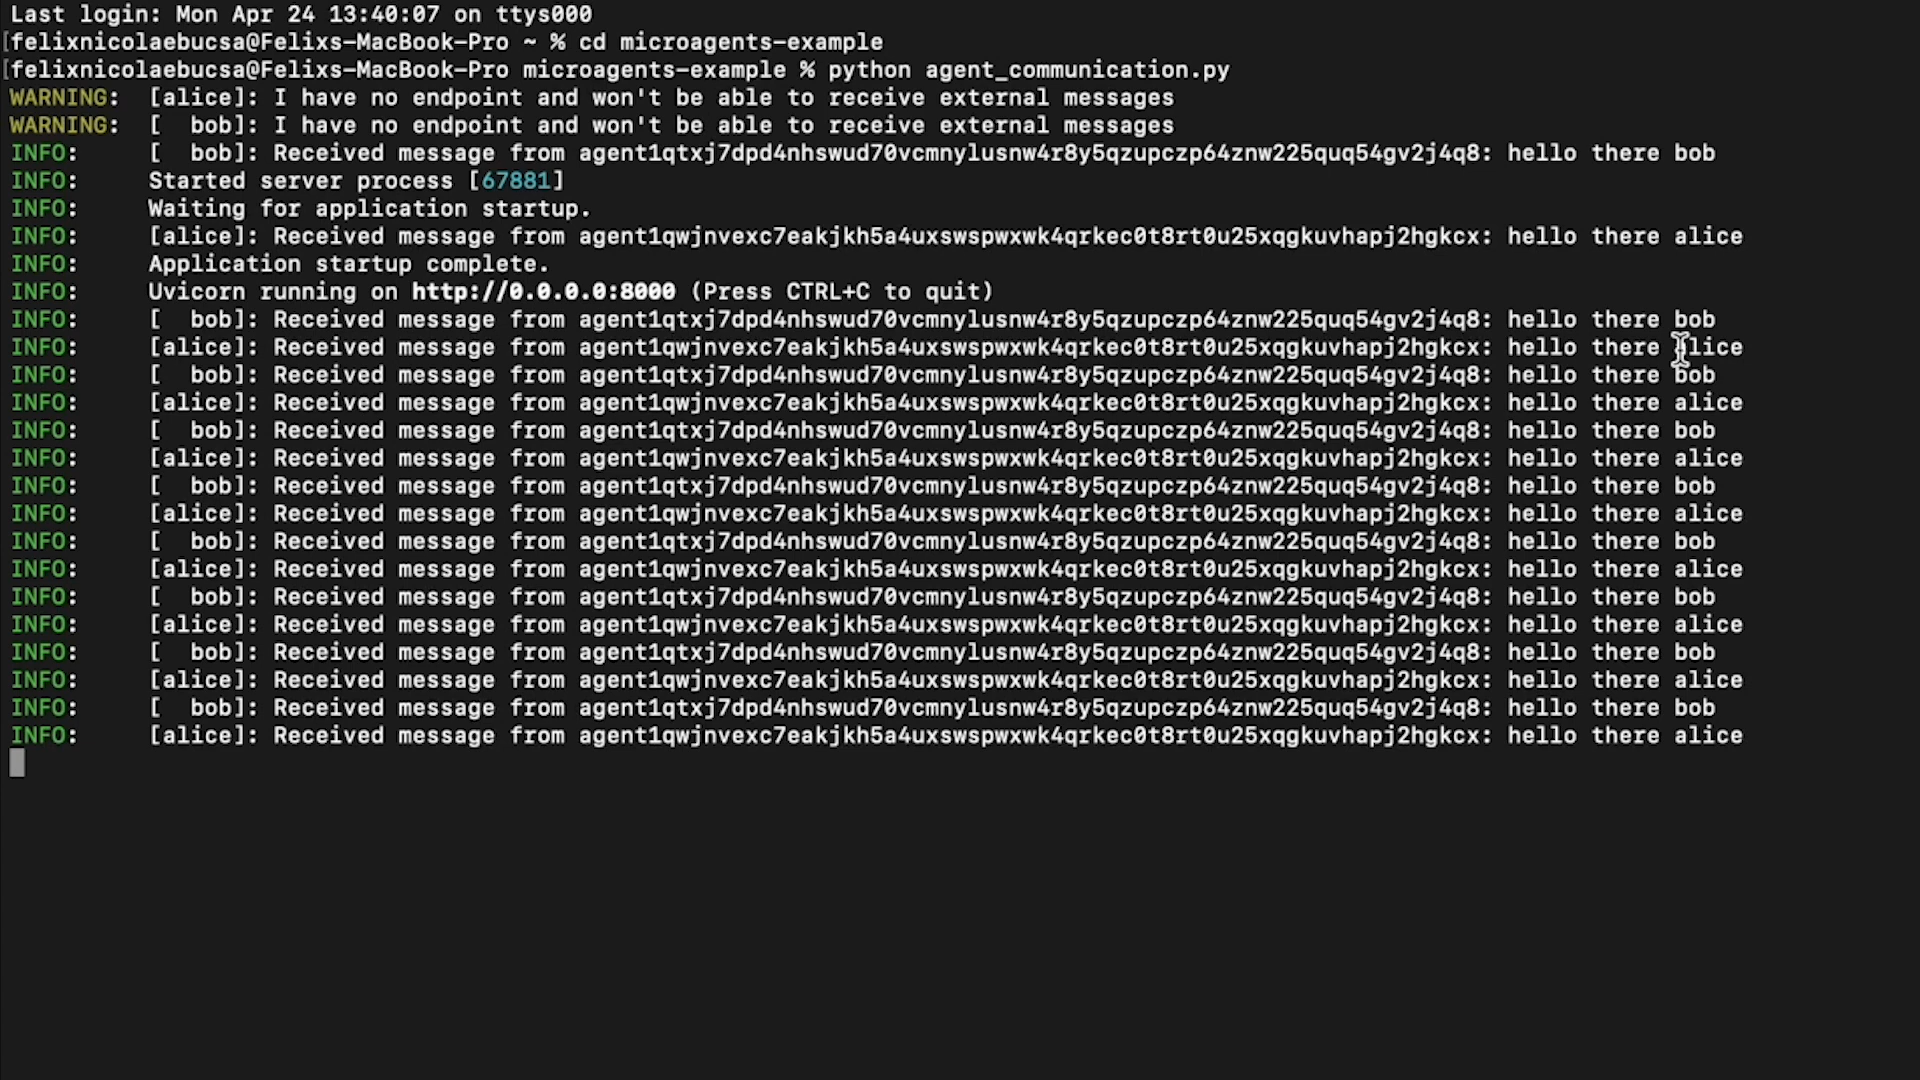 Last login: Mon Apr 24 13:40:07 on ttys000
[felixnicolaebucsa@Felixs-MacBook-Pro ~ % cd microagents-example
[felixnicolaebucsa@Felixs-MacBook-Pro microagents-example % python agent_communication.py
WARNING:  [alice]: I have no endpoint and won't be able to receive external messages
WARNING:  [  bob]: I have no endpoint and won't be able to receive external messages
INFO:     [  bob]: Received message from agent1qtxj7dpd4nhswud70vcmnylusnw4r8y5qzupczp64znw225quq54gv2j4q8: hello there bob
INFO:     Started server process [67881]
INFO:     Waiting for application startup.
INFO:     [alice]: Received message from agent1qwjnvexc7eakjkh5a4uxswspwxwk4qrkec0t8rt0u25xqgkuvhapj2hgkcx: hello there alice
INFO:     Application startup complete.
INFO:     Uvicorn running on http://0.0.0.0:8000 (Press CTRL+C to quit)
INFO:     [  bob]: Received message from agent1qtxj7dpd4nhswud70vcmnylusnw4r8y5qzupczp64znw225quq54gv2j4q8: hello there bob
INFO:     [alice]: Received message from agent1qwjnvexc7eakjkh5a4uxswspwxwk4qrkec0t8rt0u25xqgkuvhapj2hgkcx: hello there alice
INFO:     [  bob]: Received message from agent1qtxj7dpd4nhswud70vcmnylusnw4r8y5qzupczp64znw225quq54gv2j4q8: hello there bob
INFO:     [alice]: Received message from agent1qwjnvexc7eakjkh5a4uxswspwxwk4qrkec0t8rt0u25xqgkuvhapj2hgkcx: hello there alice
INFO:     [  bob]: Received message from agent1qtxj7dpd4nhswud70vcmnylusnw4r8y5qzupczp64znw225quq54gv2j4q8: hello there bob
INFO:     [alice]: Received message from agent1qwjnvexc7eakjkh5a4uxswspwxwk4qrkec0t8rt0u25xqgkuvhapj2hgkcx: hello there alice
INFO:     [  bob]: Received message from agent1qtxj7dpd4nhswud70vcmnylusnw4r8y5qzupczp64znw225quq54gv2j4q8: hello there bob
INFO:     [alice]: Received message from agent1qwjnvexc7eakjkh5a4uxswspwxwk4qrkec0t8rt0u25xqgkuvhapj2hgkcx: hello there alice
INFO:     [  bob]: Received message from agent1qtxj7dpd4nhswud70vcmnylusnw4r8y5qzupczp64znw225quq54gv2j4q8: hello there bob
INFO:     [alice]: Received message from agent1qwjnvexc7eakjkh5a4uxswspwxwk4qrkec0t8rt0u25xqgkuvhapj2hgkcx: hello there alice
INFO:     [  bob]: Received message from agent1qtxj7dpd4nhswud70vcmnylusnw4r8y5qzupczp64znw225quq54gv2j4q8: hello there bob
INFO:     [alice]: Received message from agent1qwjnvexc7eakjkh5a4uxswspwxwk4qrkec0t8rt0u25xqgkuvhapj2hgkcx: hello there alice
INFO:     [  bob]: Received message from agent1qtxj7dpd4nhswud70vcmnylusnw4r8y5qzupczp64znw225quq54gv2j4q8: hello there bob
INFO:     [alice]: Received message from agent1qwjnvexc7eakjkh5a4uxswspwxwk4qrkec0t8rt0u25xqgkuvhapj2hgkcx: hello there alice
INFO:     [  bob]: Received message from agent1qtxj7dpd4nhswud70vcmnylusnw4r8y5qzupczp64znw225quq54gv2j4q8: hello there bob
INFO:     [alice]: Received message from agent1qwjnvexc7eakjkh5a4uxswspwxwk4qrkec0t8rt0u25xqgkuvhapj2hgkcx: hello there alice